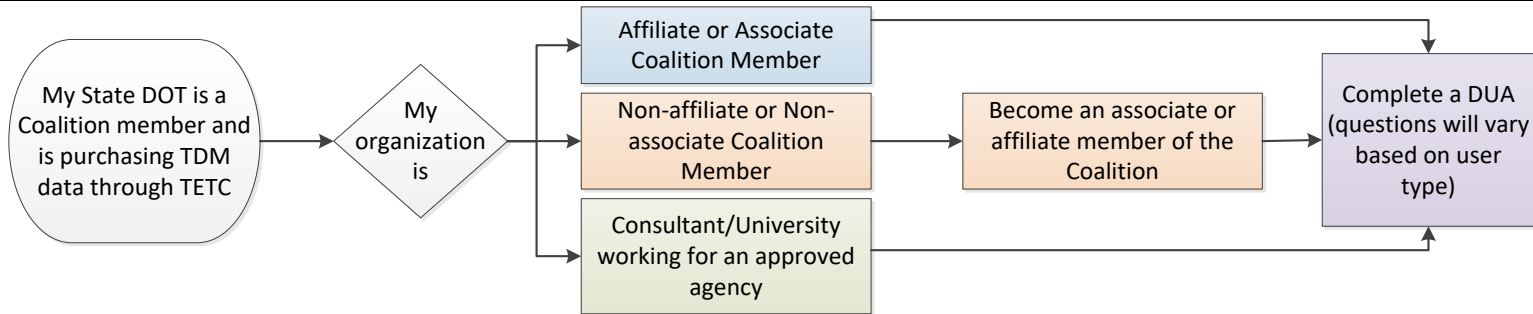 My State DOT is a
Coalition member and
is purchasing TDM
data through TETC
My
organization
is
Affiliate or Associate
Coalition Member
Non-affiliate or Non-
associate Coalition
Member
Consultant/University
working for an approved
agency
Become an associate or
affiliate member of the
Coalition
Complete a DUA
(questions will vary
based on user
type)